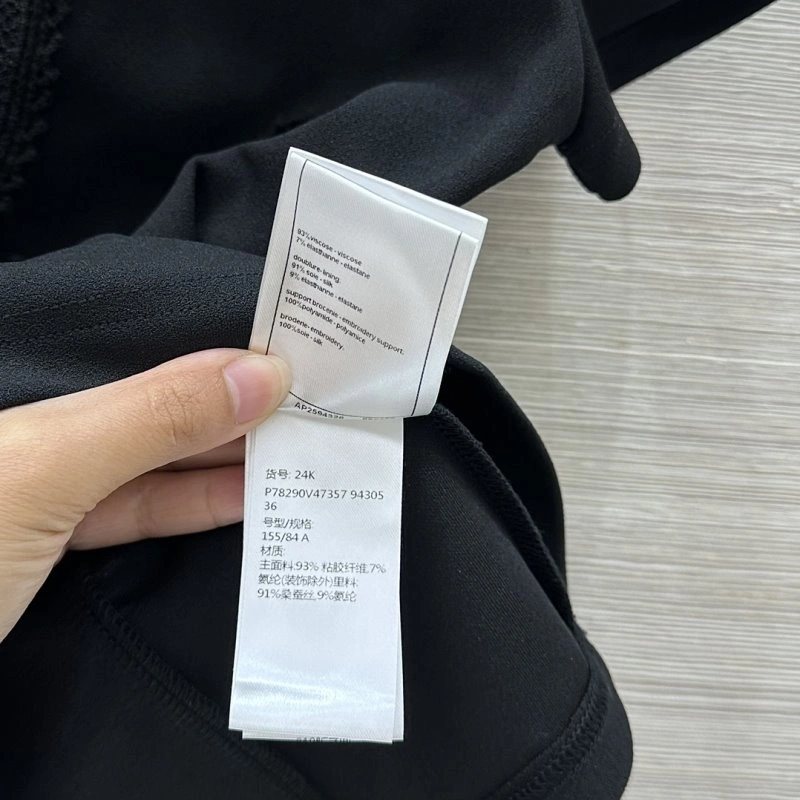 93%viscose - viscose
7% elasthanne - elastane
doublure- lining.
91% soie - silk
9% elasthanne - elastane
support brocerie - embroidery support.
100%polyamide - polyamice
broderie- embroidery.
100%soie - silk
货号: 24K
P78290V47357 94305
36
号型/规格:
155/84 A
材质:
主面料:93% 粘胶纤维,7%
氨纶(装饰除外)里料:
91%桑蚕丝,9%氨纶